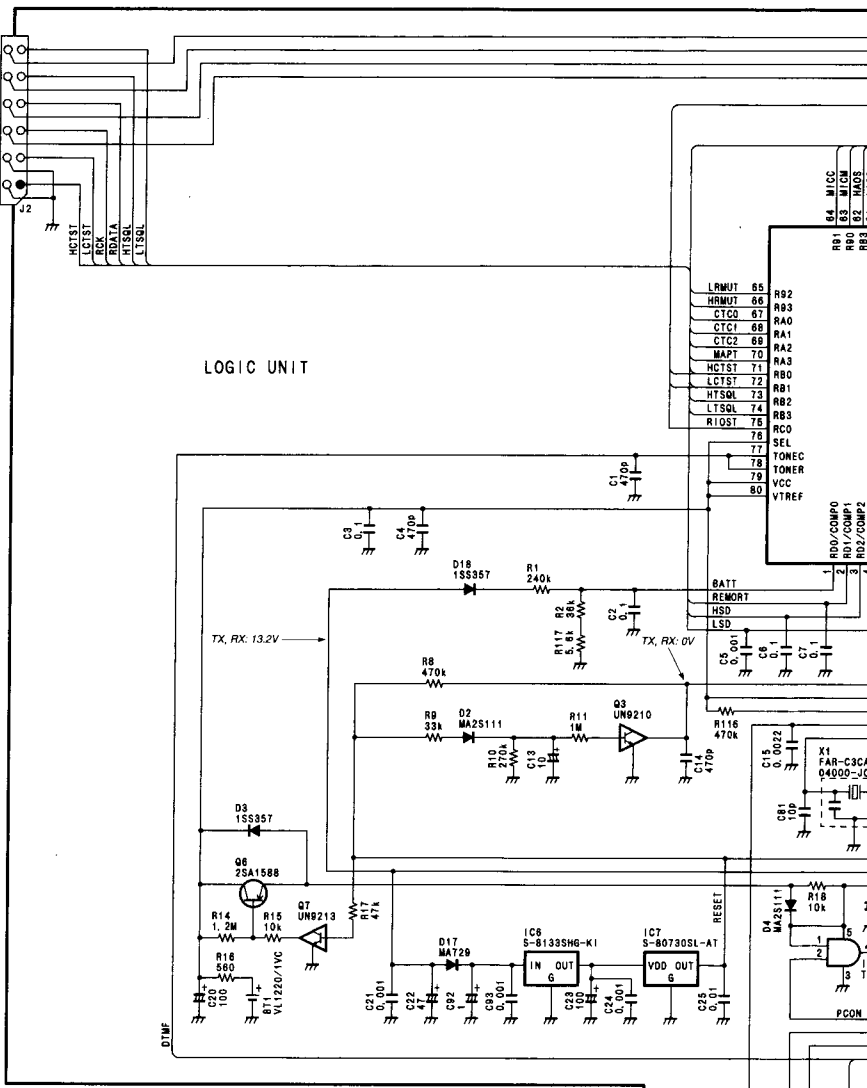 J2
HCTST
LCTST
RCK
RDATA
HTSQL
LTSQL
LOGIC UNIT
64 MICC
63 MICM
62 HAOS
R91
R90
RB3
LRMUT 65 R92
HRMUT 66 R93
CTC0 67 RA0
CTC1 68 RA1
CTC2 69 RA2
MAPT 70 RA3
HCTST 71 RB0
LCTST 72 RB1
HTSQL 73 RB2
LTSQL 74 RB3
RIOST 75 RC0
76 SEL
77 TONEC
78 TONER
79 VCC
80 VTREF
RD0/COMP0
RD1/COMP1
RD2/COMP2
1
2
3
C1
470p
C3
0.1
C4
470p
D18
1SS357
R1
240k
R2
36k
R117
5.6k
C2
0.1
BATT
REMORT
HSD
LSD
C5
0.001
C6
0.1
C7
0.1
TX, RX: 13.2V
TX, RX: 0V
R8
470k
R9
33k
D2
MA2S111
R10
270k
C13
10
R11
1M
Q3
UN9210
C14
470p
R116
470k
C15
0.0022
X1
FAR-C3CA
04000-J0
C81
10p
D3
1SS357
Q6
2SA1588
Q7
UN9213
R14
1.2M
R15
10k
R17
47k
R16
560
C20
100
BT1
VL1220/1VC
D17
MA729
C21
0.001
C22
47
C92
1
C93
0.001
IC6
S-8133SHG-KI
IN OUT
G
C23
100
C24
0.001
IC7
S-80730SL-AT
VDD OUT
G
C25
0.01
RESET
D4
MA2S111
R18
10k
1
2
5
3
PCON
DTMF